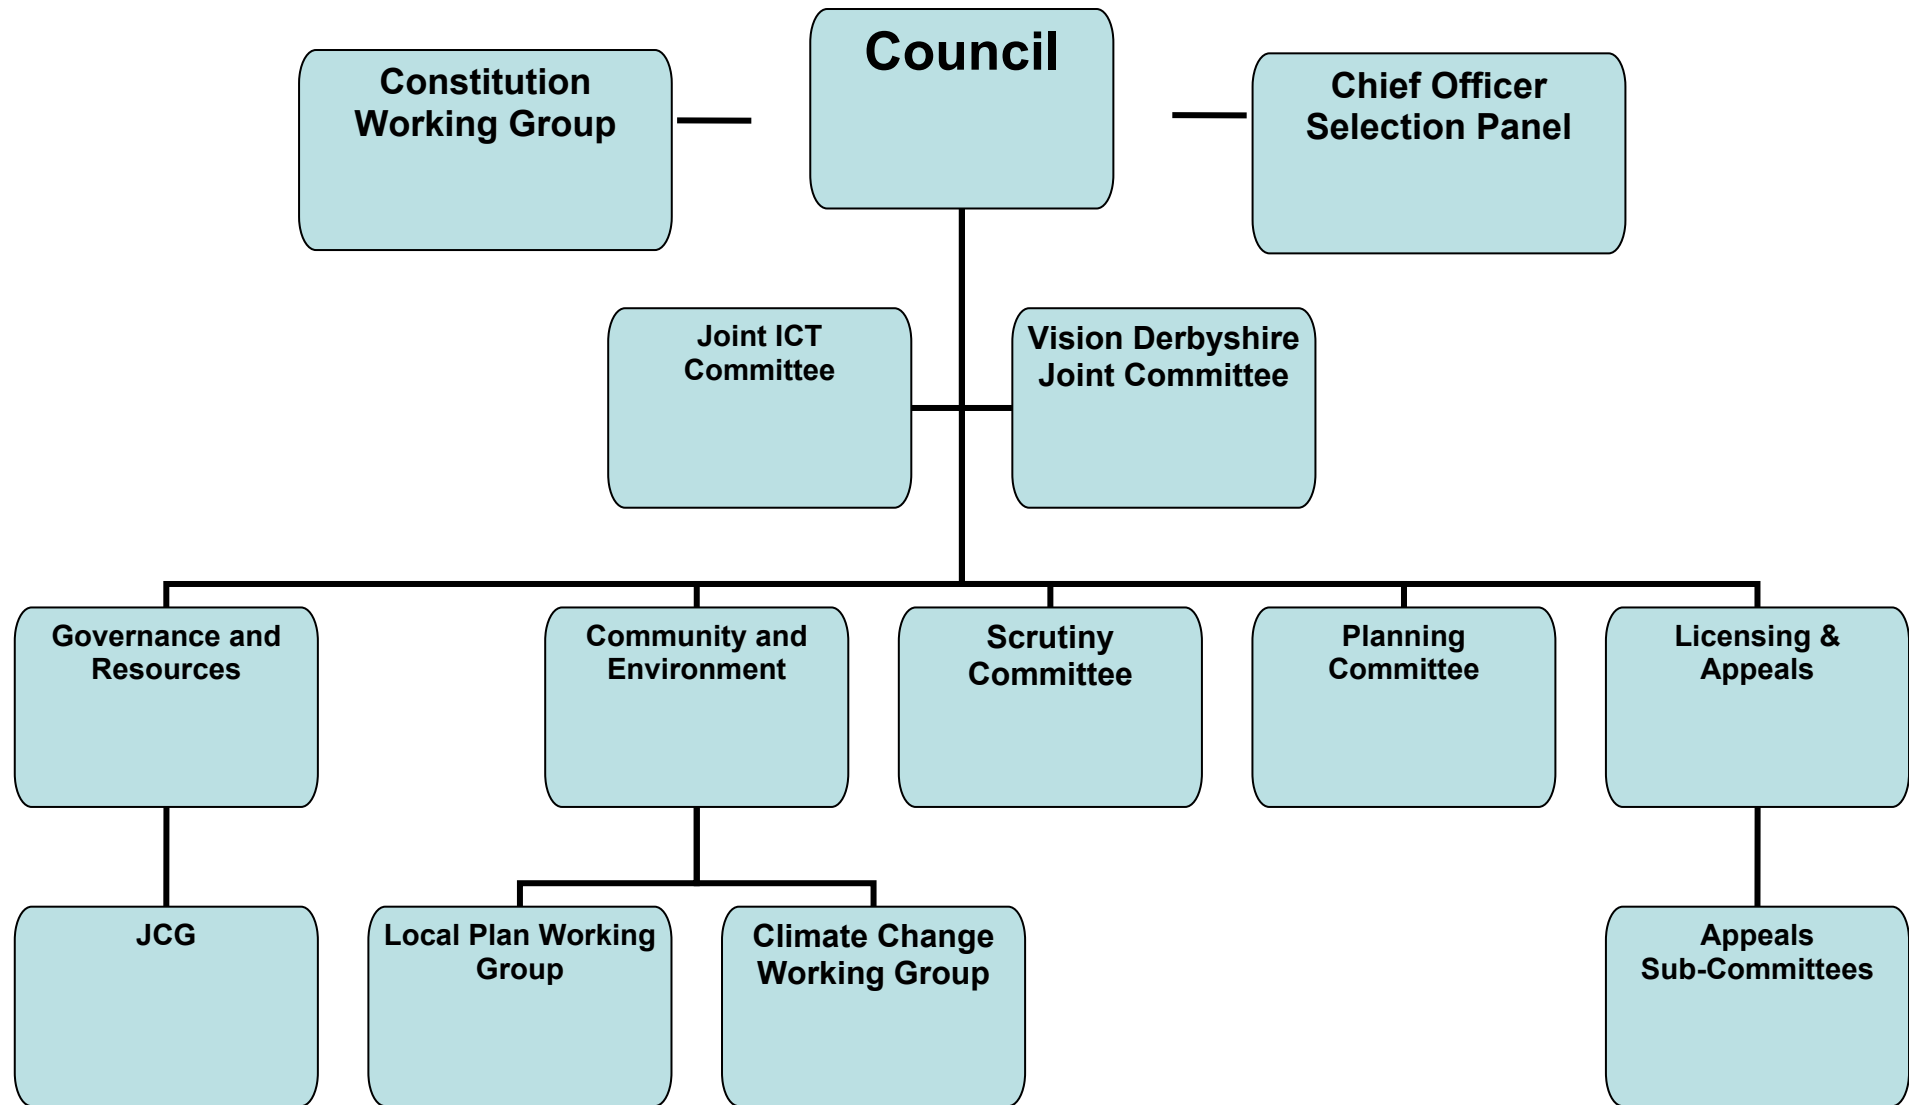 Council
Constitution
Working Group
Chief Officer
Selection Panel
Joint ICT
Committee
Vision Derbyshire
Joint Committee
Governance and
Resources
Community and
Environment
Scrutiny
Committee
Planning
Committee
Licensing &
Appeals
JCG
Local Plan Working
Group
Climate Change
Working Group
Appeals
Sub-Committees